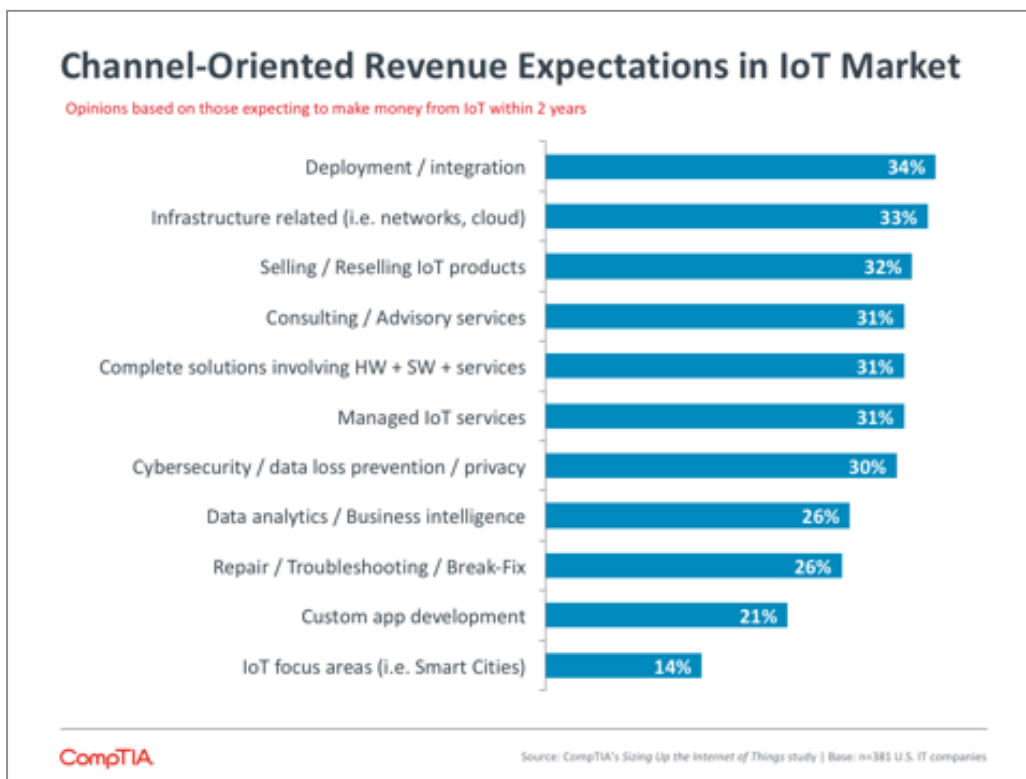 Channel-Oriented Revenue Expectations in IoT Market
Opinions based on those expecting to make money from IoT within 2 years
Deployment / integration 34%
Infrastructure related (i.e. networks, cloud) 33%
Selling / Reselling IoT products 32%
Consulting / Advisory services 31%
Complete solutions involving HW + SW + services 31%
Managed IoT services 31%
Cybersecurity / data loss prevention / privacy 30%
Data analytics / Business intelligence 26%
Repair / Troubleshooting / Break-Fix 26%
Custom app development 21%
IoT focus areas (i.e. Smart Cities) 14%
CompTIA Source: CompTIA's Sizing Up the Internet of Things study | Base: n=381 U.S. IT companies